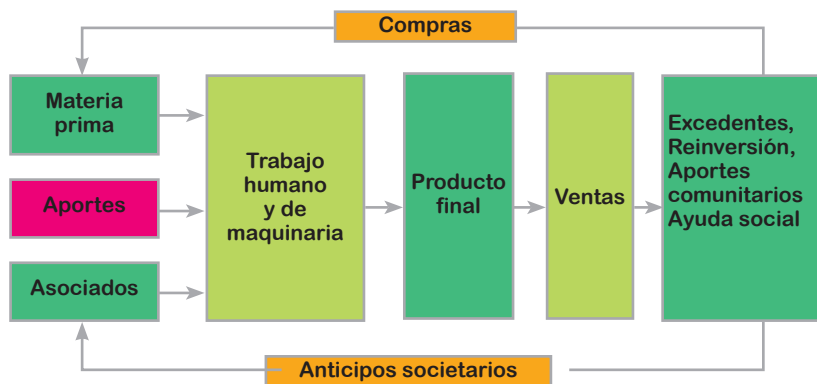 Compras
Materia
prima
Aportes
Asociados
Trabajo
humano
y de
maquinaria
Producto
final
Ventas
Excedentes,
Reinversión,
Aportes
comunitarios
Ayuda social
Anticipos societarios